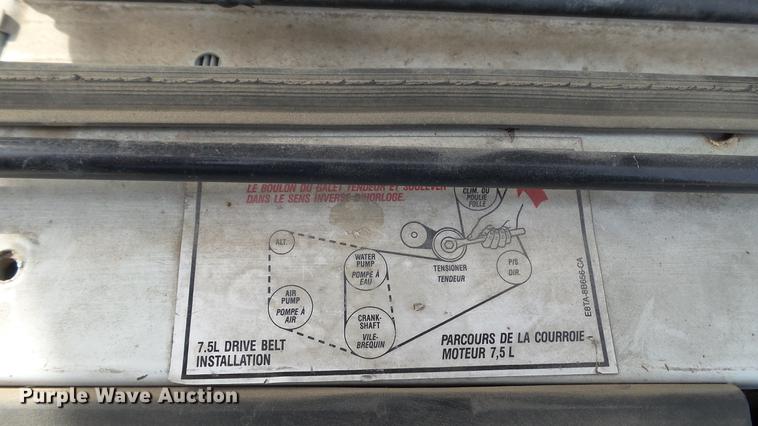 LE BOULON DU GALET TENDEUR ET SOULEVER
DANS LE SENS INVERSE D'HORLOGE.
CLIM. OU
POULIE
FOLLE
ALT.
WATER
PUMP
POMPE À
EAU
TENSIONER
TENDEUR
P/S
DIR.
AIR
PUMP
POMPE À
AIR
CRANK-
SHAFT
VILE-
BREQUIN
E8TA-8B656-CA
7.5L DRIVE BELT
INSTALLATION
PARCOURS DE LA COURROIE
MOTEUR 7,5 L
Purple Wave Auction